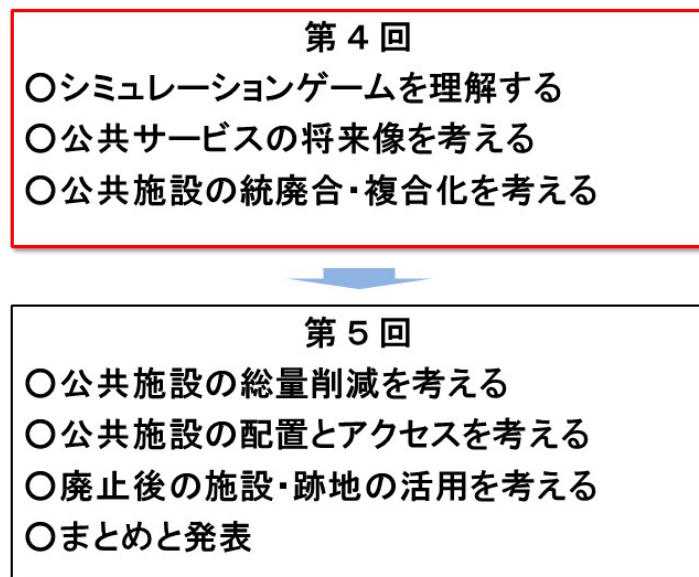 第４回
○シミュレーションゲームを理解する
○公共サービスの将来像を考える
○公共施設の統廃合・複合化を考える
第５回
○公共施設の総量削減を考える
○公共施設の配置とアクセスを考える
○廃止後の施設・跡地の活用を考える
○まとめと発表